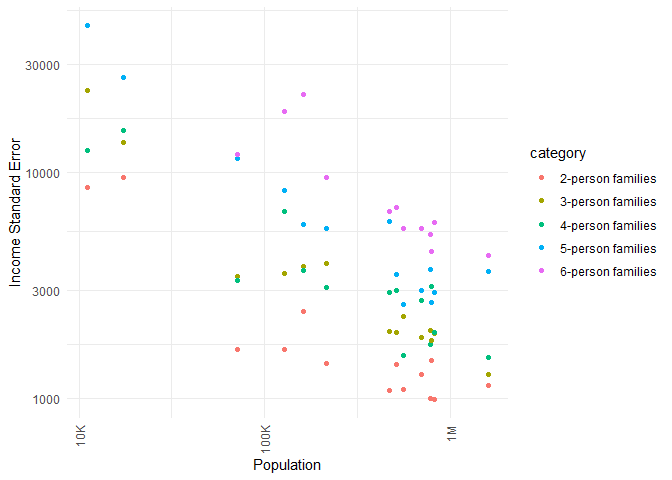 30000
10000
3000
1000
Income Standard Error
10K
100K
1M
Population
category
2-person families
3-person families
4-person families
5-person families
6-person families